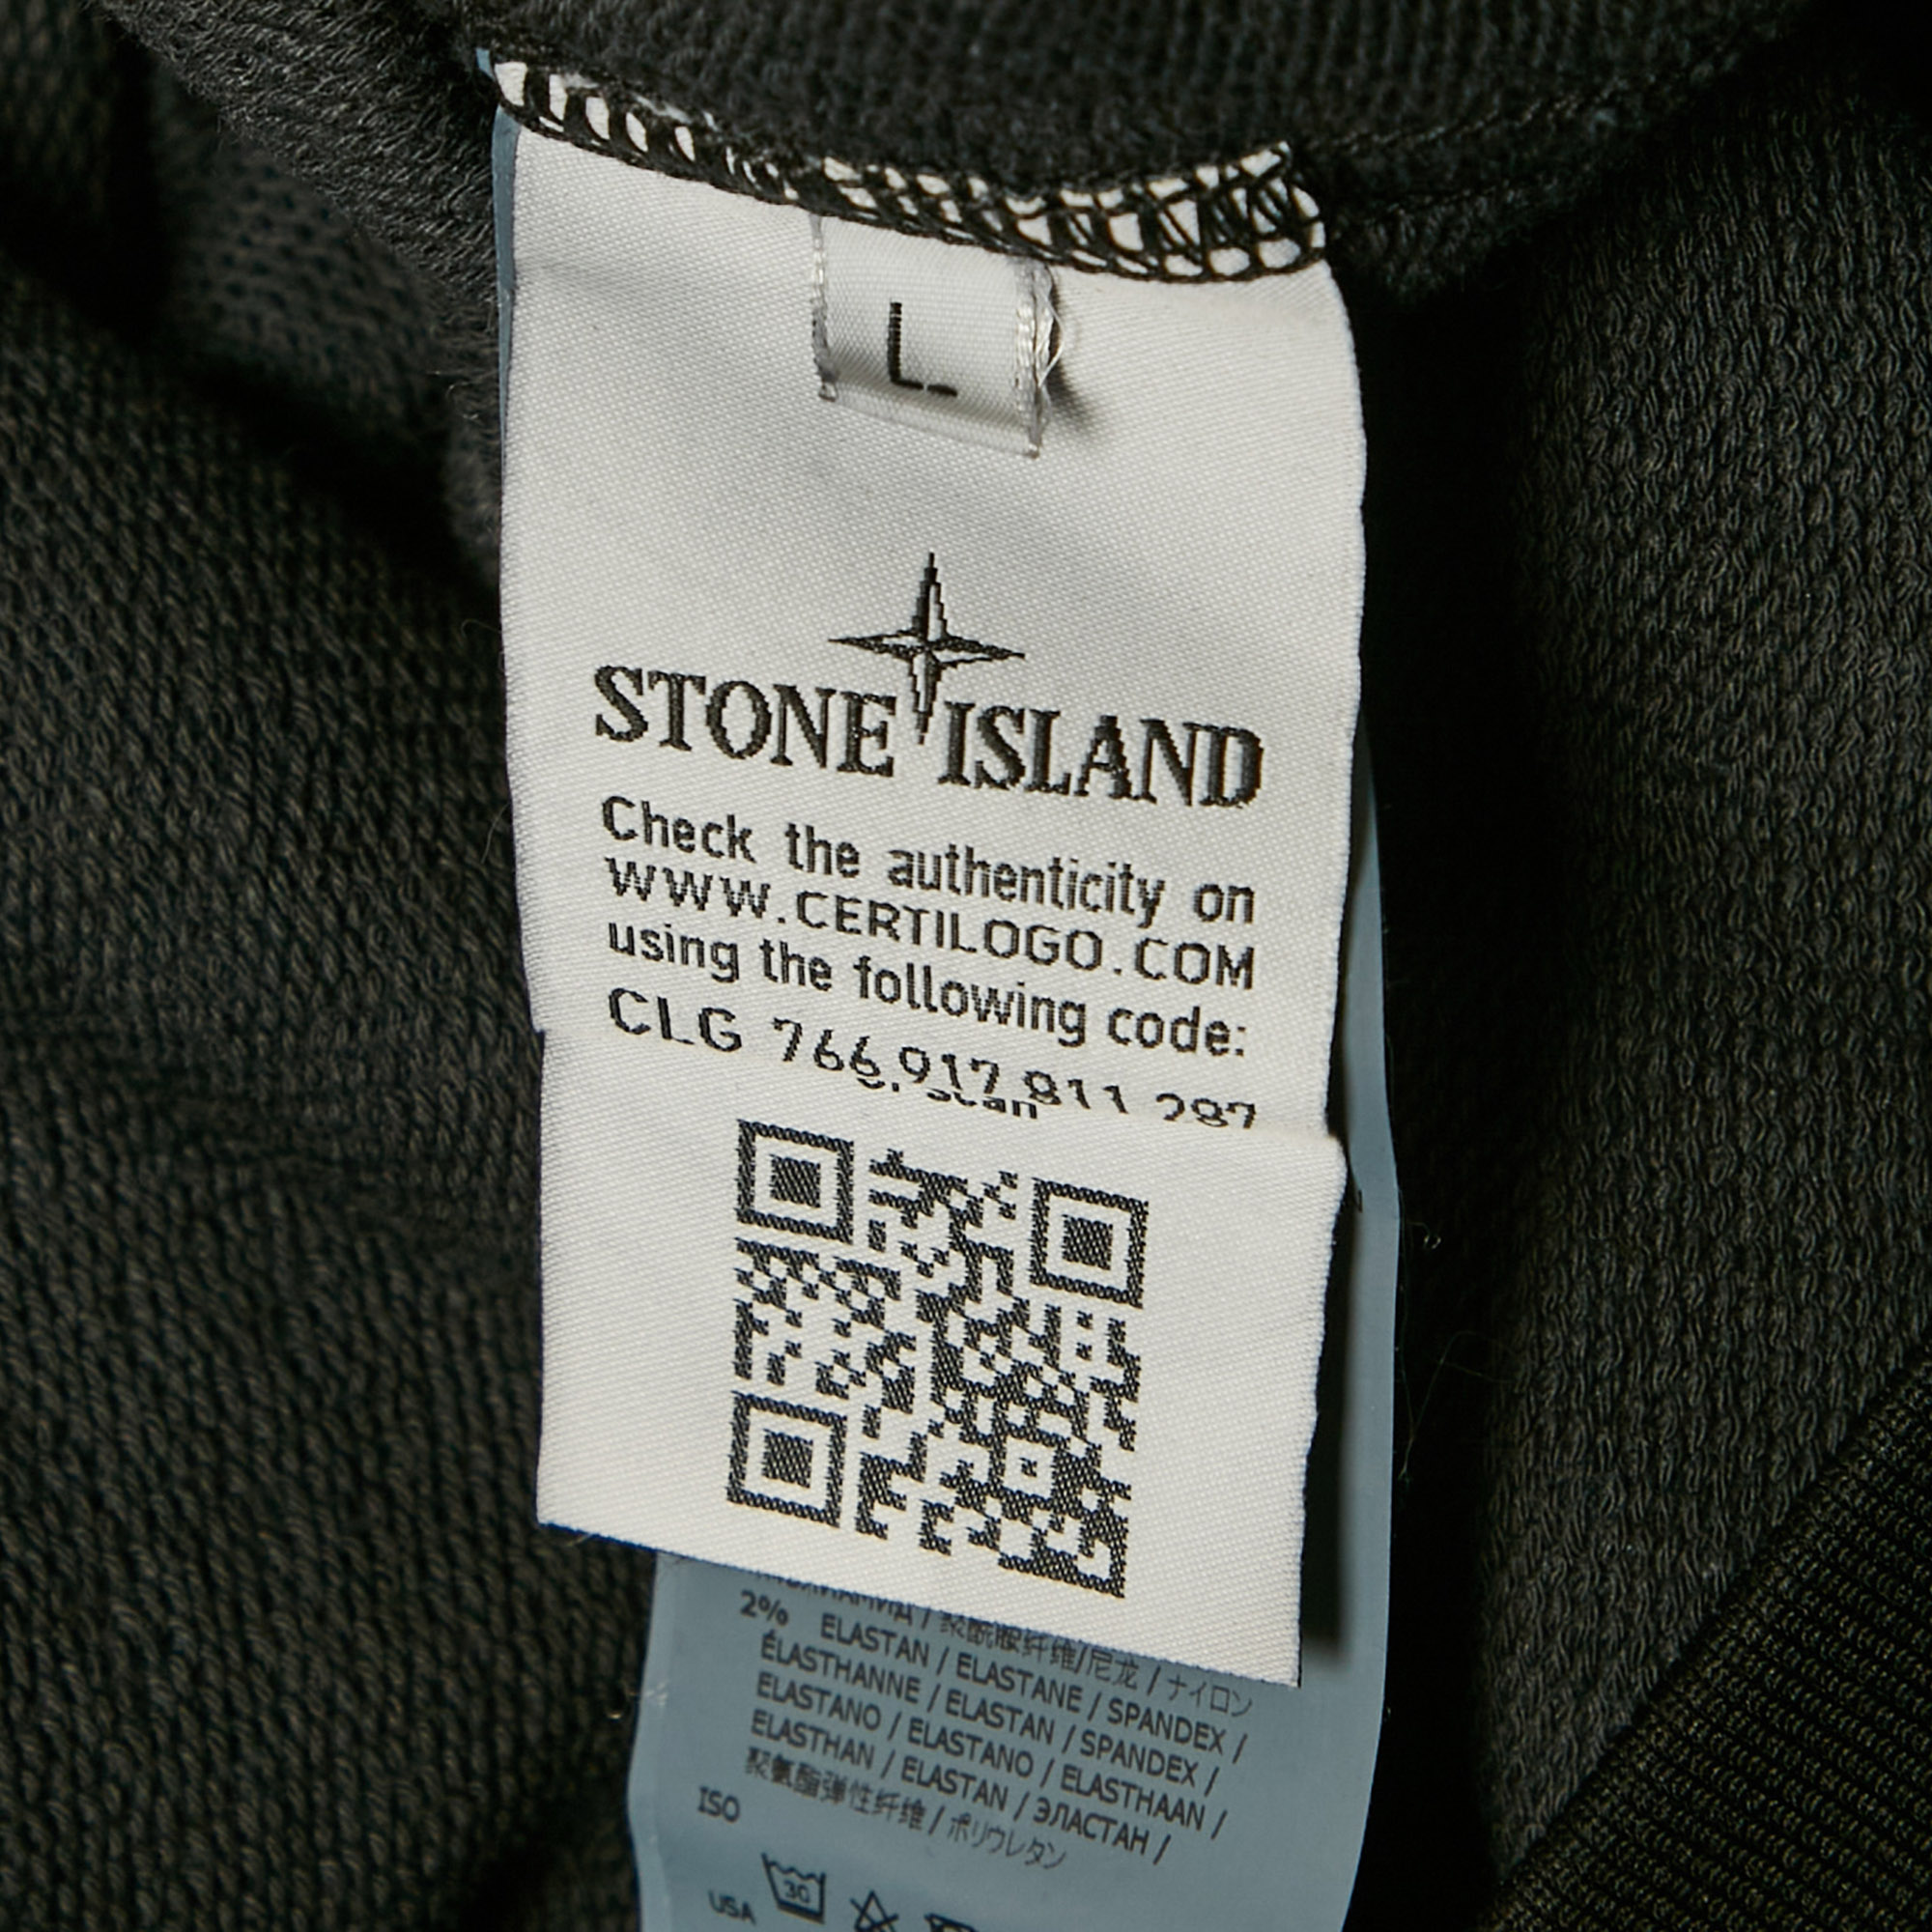 L
STONE ISLAND
Check the authenticity on
WWW.CERTILOGO.COM
using the following code:
CLG 766.917.811.287
scan
2% ELASTAN / ELASTANE / SPANDEX /
ÉLASTHANNE / ELASTAN / SPANDEX /
ELASTANO / ELASTANO / ELASTHAAN /
ELASTHAN / ELASTAN / ЭЛАСТАН /
聚氨酯弹性纤维 / ポリウレタン
聚酰胺纤维/尼龙 / ナイロン
ISO
30
USA